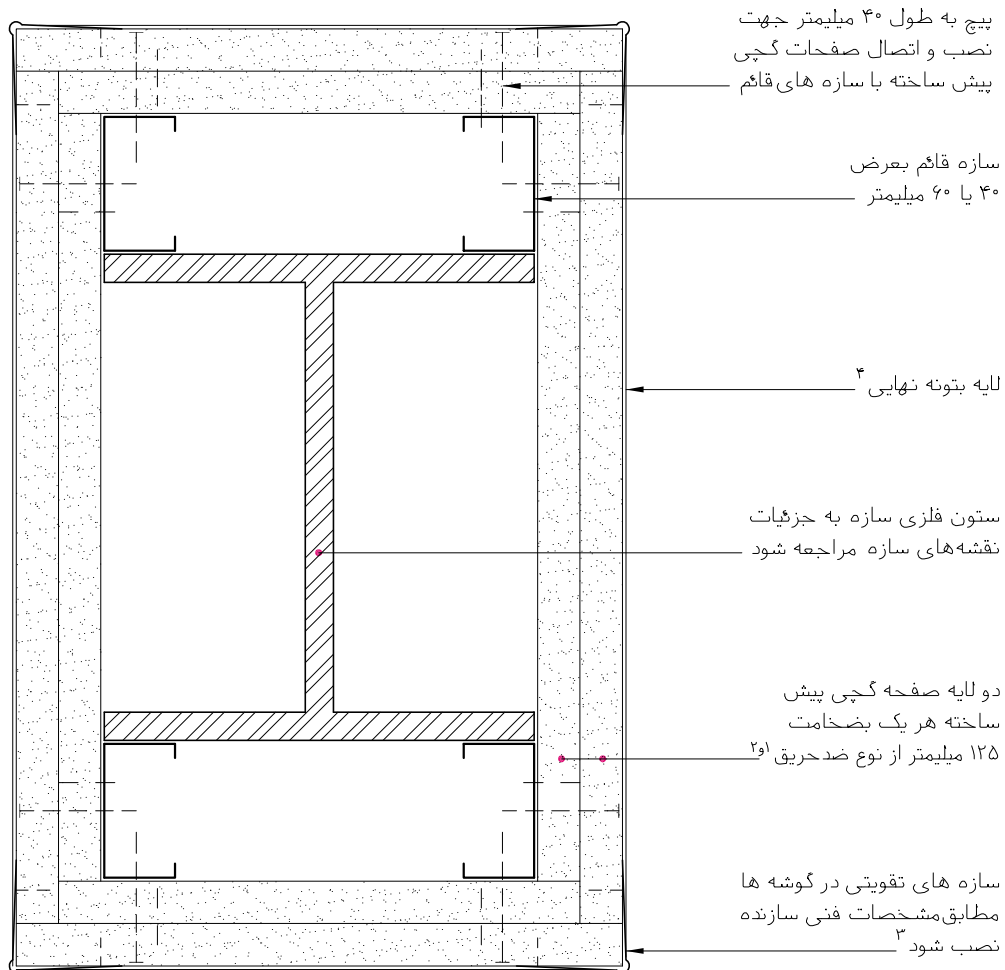 پیچ به طول ۴۰ میلیمتر جهت
نصب و اتصال صفحات گچی
پیش ساخته با سازه های قائم
سازه قائم بعرض
۴۰ یا ۶۰ میلیمتر
لایه بتونه نهایی ۴
ستون فلزی سازه به جزئیات
نقشه‌های سازه مراجعه شود
دو لایه صفحه گچی پیش
ساخته هر یک بضخامت
۱۲۵ میلیمتر از نوع ضدحریق ۱و۲
سازه های تقویتی در گوشه ها
مطابق مشخصات فنی سازنده
نصب شود ۳